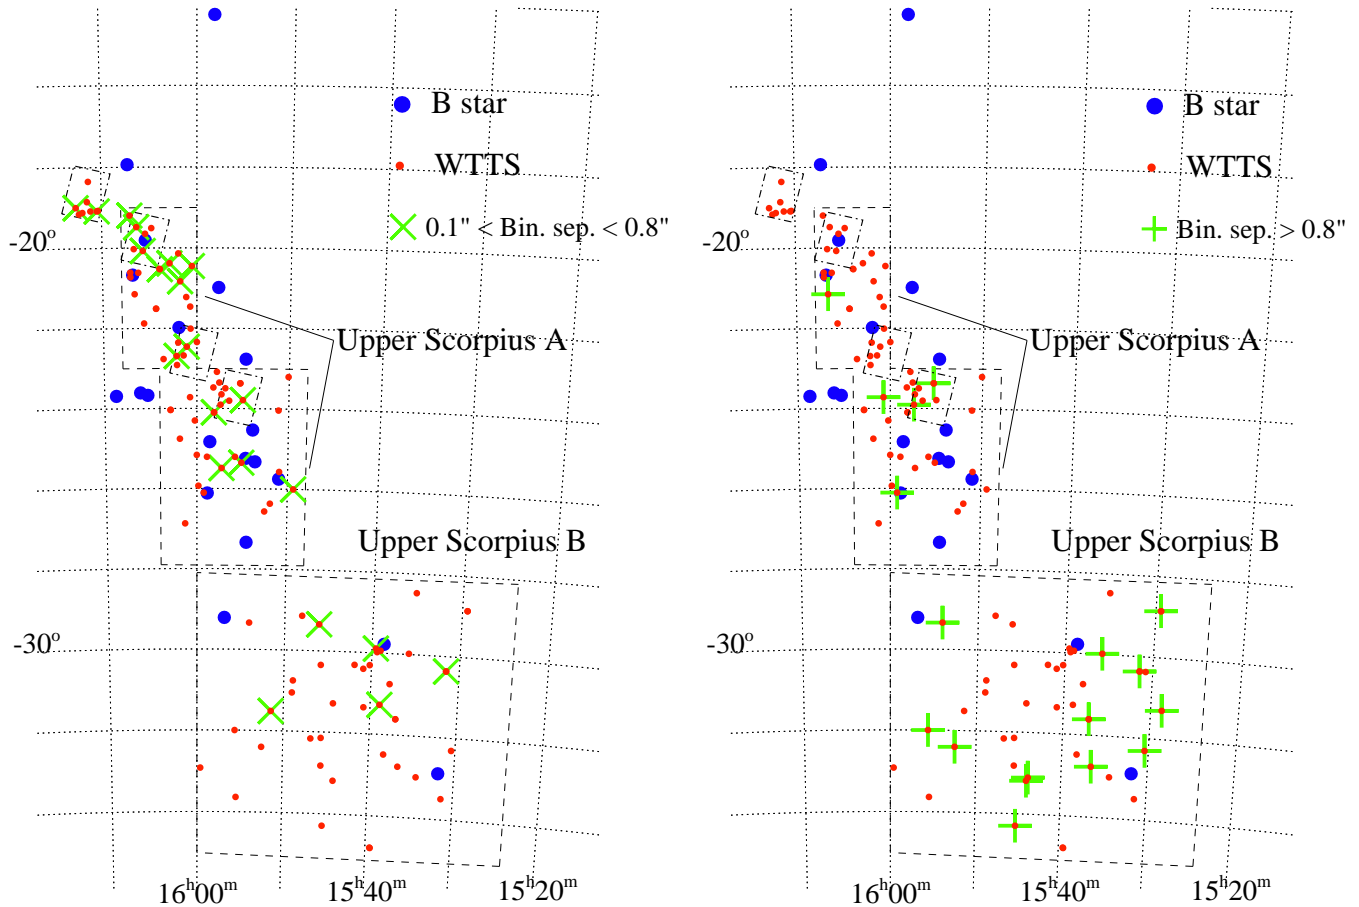 B star
WTTS
0.1" < Bin. sep. < 0.8"
-20°
Upper Scorpius A
Upper Scorpius B
-30°
16ʰ00ᵐ 15ʰ40ᵐ 15ʰ20ᵐ
B star
WTTS
Bin. sep. > 0.8"
-20°
Upper Scorpius A
Upper Scorpius B
-30°
16ʰ00ᵐ 15ʰ40ᵐ 15ʰ20ᵐ